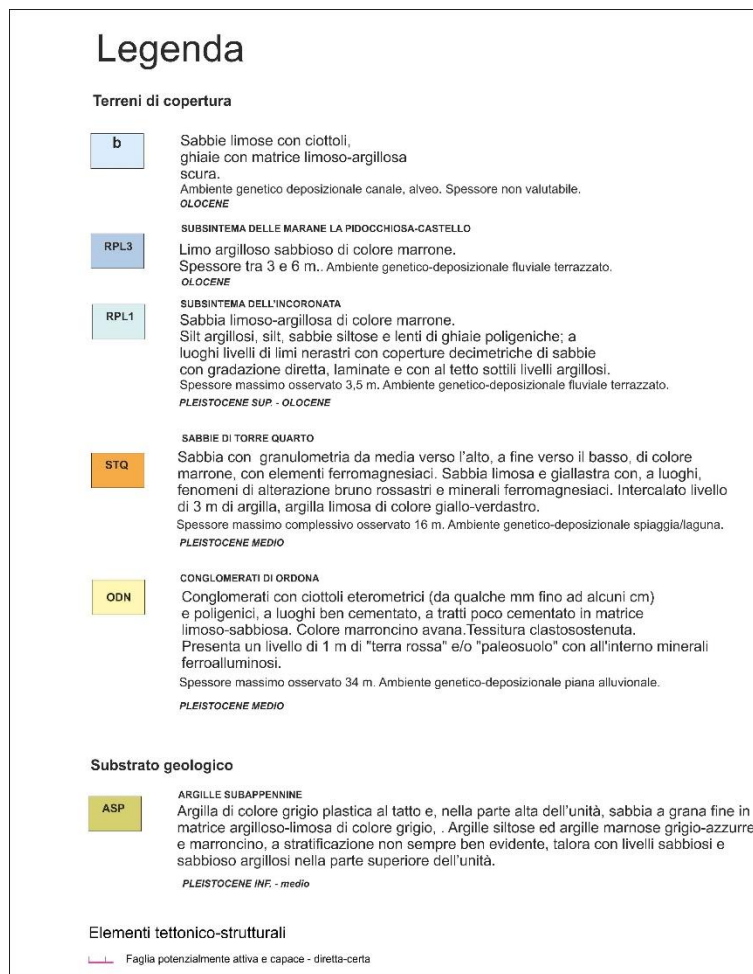 Legenda
Terreni di copertura
b
Sabbie limose con ciottoli,
ghiaie con matrice limoso-argillosa
scura.
Ambiente genetico deposizionale canale, alveo. Spessore non valutabile.
OLOCENE
SUBSINTEMA DELLE MARANE LA PIDOCCHIOSA-CASTELLO
RPL3
Limo argilloso sabbioso di colore marrone.
Spessore tra 3 e 6 m.. Ambiente genetico-deposizionale fluviale terrazzato.
OLOCENE
SUBSINTEMA DELL'INCORONATA
RPL1
Sabbia limoso-argillosa di colore marrone.
Silt argillosi, silt, sabbie siltose e lenti di ghiaie poligeniche; a
luoghi livelli di limi nerastri con coperture decimetriche di sabbie
con gradazione diretta, laminate e con al tetto sottili livelli argillosi.
Spessore massimo osservato 3,5 m. Ambiente genetico-deposizionale fluviale terrazzato.
PLEISTOCENE SUP. - OLOCENE
SABBIE DI TORRE QUARTO
STQ
Sabbia con granulometria da media verso l'alto, a fine verso il basso, di colore
marrone, con elementi ferromagnesiaci. Sabbia limosa e giallastra con, a luoghi,
fenomeni di alterazione bruno rossastri e minerali ferromagnesiaci. Intercalato livello
di 3 m di argilla, argilla limosa di colore giallo-verdastro.
Spessore massimo complessivo osservato 16 m. Ambiente genetico-deposizionale spiaggia/laguna.
PLEISTOCENE MEDIO
CONGLOMERATI DI ORDONA
ODN
Conglomerati con ciottoli eterometrici (da qualche mm fino ad alcuni cm)
e poligenici, a luoghi ben cementato, a tratti poco cementato in matrice
limoso-sabbiosa. Colore marroncino avana.Tessitura clastosostenuta.
Presenta un livello di 1 m di "terra rossa" e/o "paleosuolo" con all'interno minerali
ferroalluminosi.
Spessore massimo osservato 34 m. Ambiente genetico-deposizionale piana alluvionale.
PLEISTOCENE MEDIO
Substrato geologico
ARGILLE SUBAPPENNINE
ASP
Argilla di colore grigio plastica al tatto e, nella parte alta dell'unità, sabbia a grana fine in
matrice argilloso-limosa di colore grigio, . Argille siltose ed argille marnose grigio-azzurre
e marroncino, a stratificazione non sempre ben evidente, talora con livelli sabbiosi e
sabbioso argillosi nella parte superiore dell'unità.
PLEISTOCENE INF. - medio
Elementi tettonico-strutturali
Faglia potenzialmente attiva e capace - diretta-certa